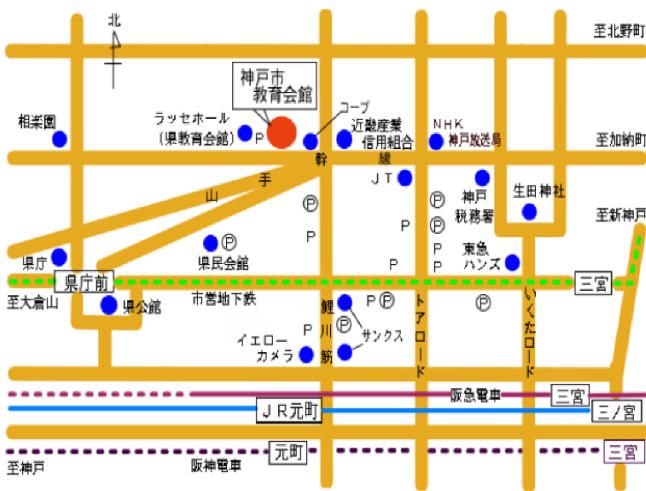 北
至北野町
神戸市
教育会館
相楽園
ラッセホール
(県教育会館)
P
コープ
近畿産業
信用組合
NHK
神戸放送局
至加納町
山手幹線
JT
神戸
税務署
生田神社
至新神戸
P
P
P
P
P
P
P
県庁
県民会館
P
東急
ハンズ
県庁前
三宮
至大倉山
県公館
市営地下鉄
鯉川筋
P
P
P
トアロード
いくたロード
P
P
サンクス
イエロー
カメラ
阪急電車
三宮
JR元町
三ノ宮
元町
三宮
至神戸
阪神電車